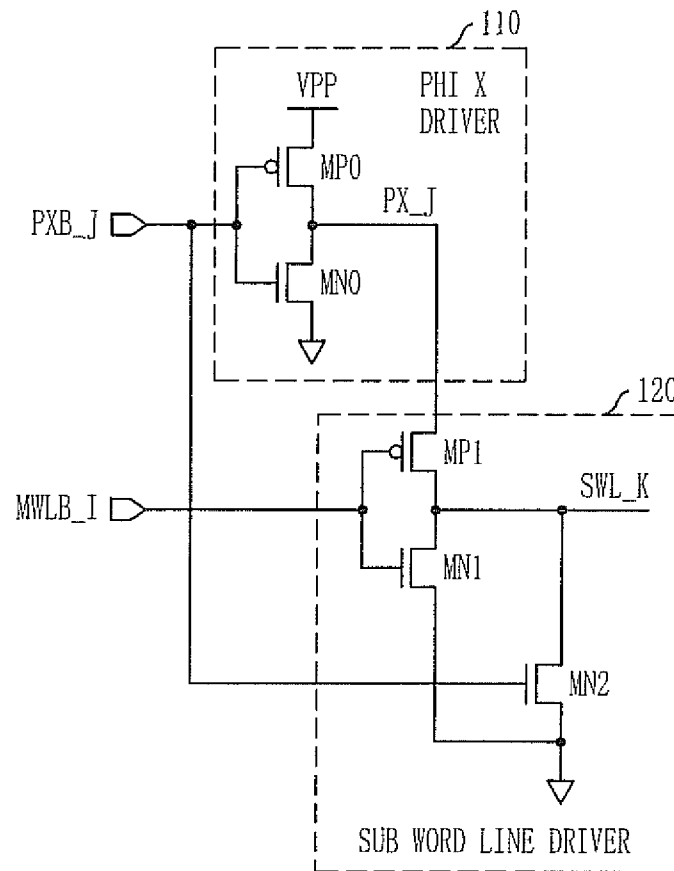 110
VPP
PHI X
DRIVER
MP0
PX_J
PXB_J
MN0
120
MP1
SWL_K
MWLB_I
MN1
MN2
SUB WORD LINE DRIVER